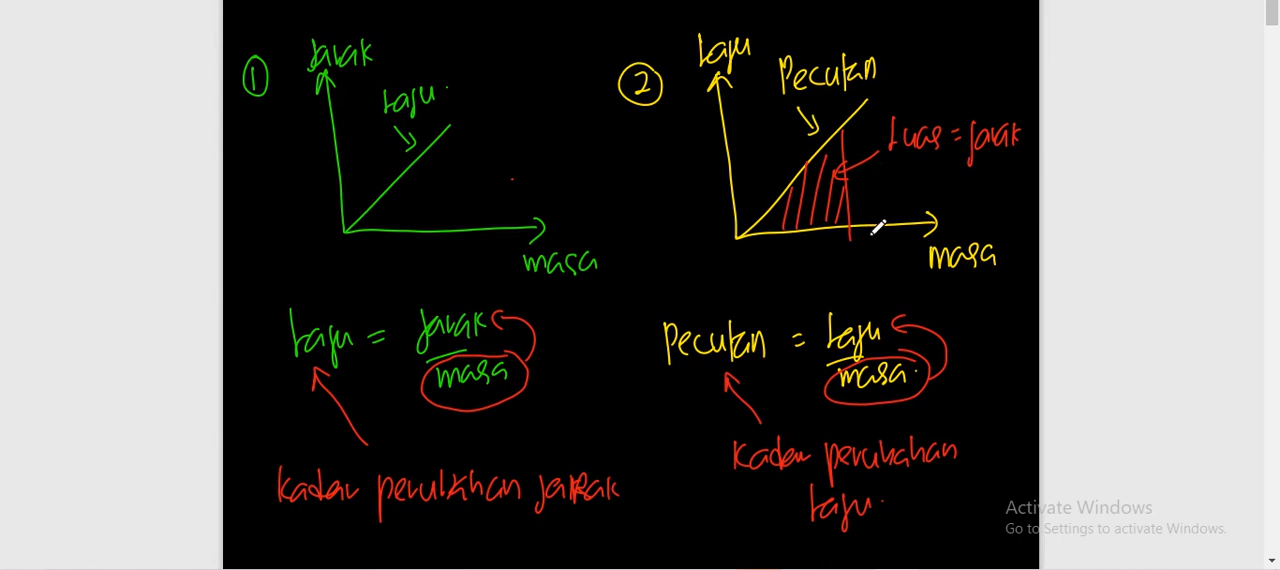 1
Jarak
Laju
masa
Laju = Jarak
masa
kadar perubahan jarak
2
Laju
Pecutan
Luas = Jarak
masa
Pecutan = Laju
masa
kadar perubahan
Laju
Activate Windows
Go to Settings to activate Windows.